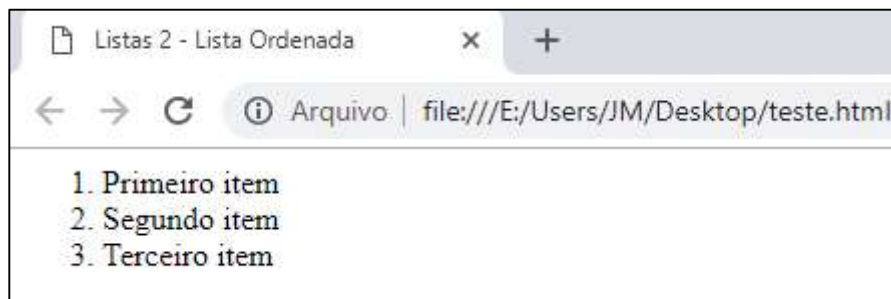 Listas 2 - Lista Ordenada
Arquivo | file:///E:/Users/JM/Desktop/teste.html
1. Primeiro item
2. Segundo item
3. Terceiro item